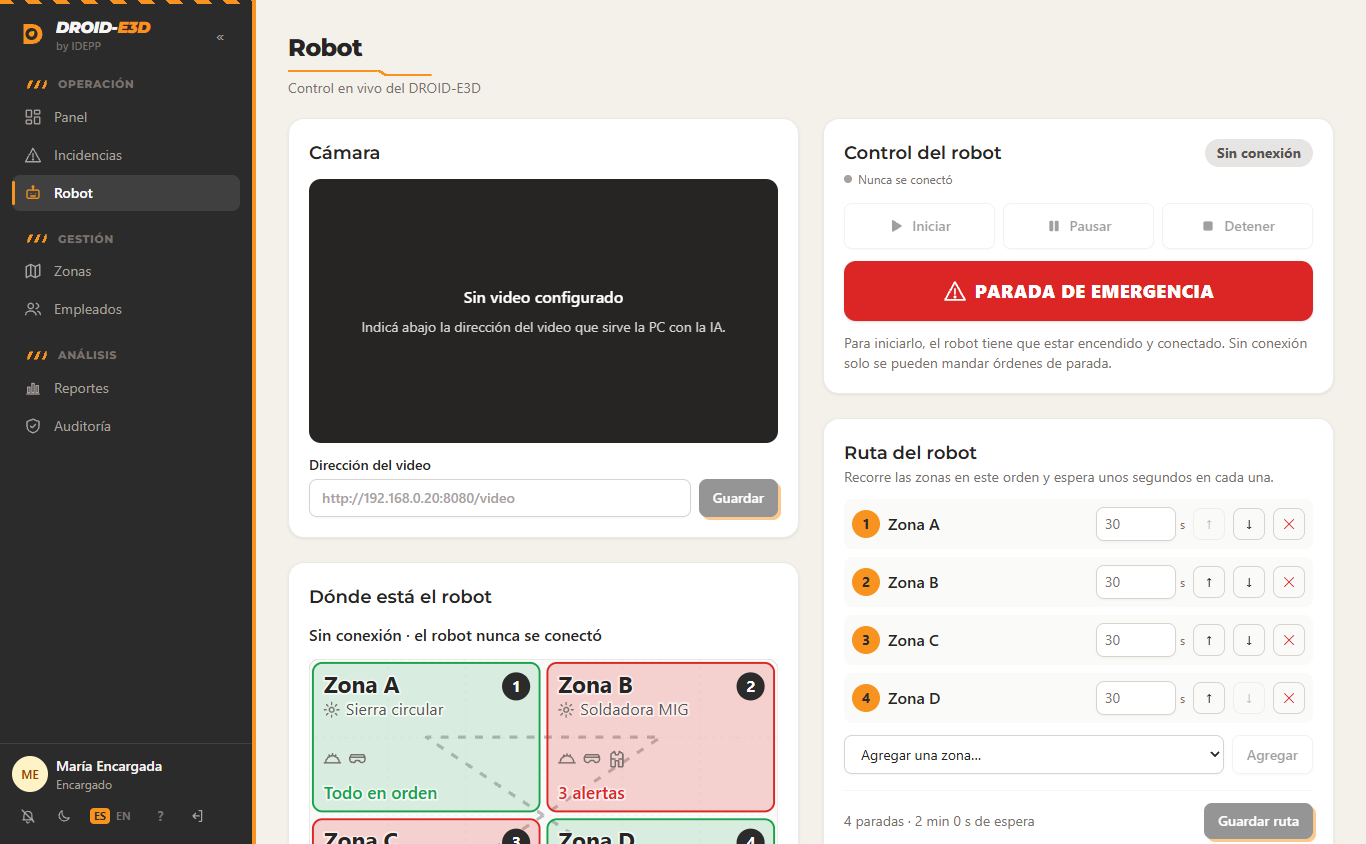 DROID-E3D
by IDEPP
«
OPERACIÓN
Panel
Incidencias
Robot
GESTIÓN
Zonas
Empleados
ANÁLISIS
Reportes
Auditoría
ME
María Encargada
Encargado
ES EN ?
Robot
Control en vivo del DROID-E3D
Cámara
Sin video configurado
Indicá abajo la dirección del video que sirve la PC con la IA.
Dirección del video
http://192.168.0.20:8080/video
Guardar
Dónde está el robot
Sin conexión · el robot nunca se conectó
Zona A 1
Sierra circular
Todo en orden
Zona B 2
Soldadora MIG
3 alertas
Zona C 3
Zona D 4
Control del robot
Sin conexión
Nunca se conectó
Iniciar
Pausar
Detener
PARADA DE EMERGENCIA
Para iniciarlo, el robot tiene que estar encendido y conectado. Sin conexión
solo se pueden mandar órdenes de parada.
Ruta del robot
Recorre las zonas en este orden y espera unos segundos en cada una.
1 Zona A 30 s ↑ ↓
2 Zona B 30 s ↑ ↓
3 Zona C 30 s ↑ ↓
4 Zona D 30 s ↑ ↓
Agregar una zona...
Agregar
4 paradas · 2 min 0 s de espera
Guardar ruta